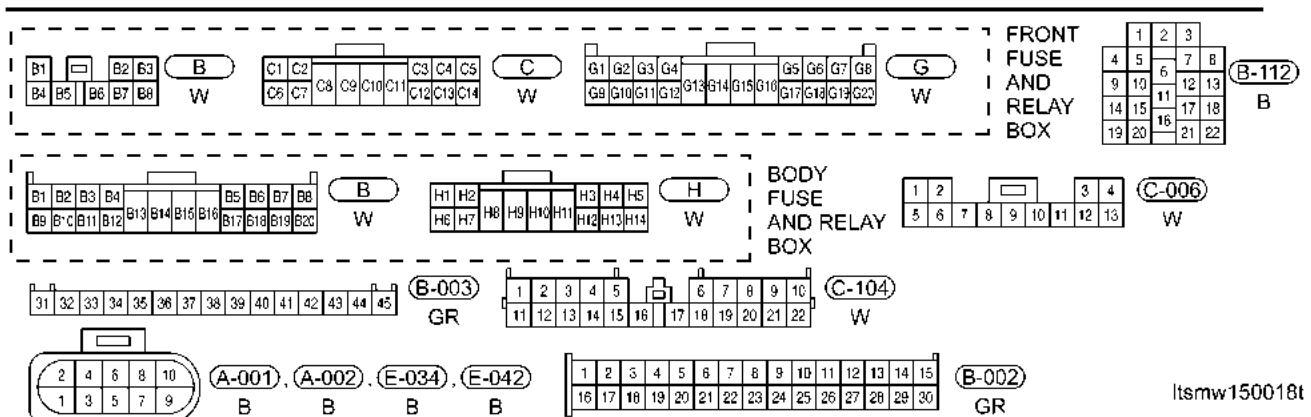 B1 B2 B3 B
B4 B5 B6 B7 B8 W
C1 C2 C3 C4 C5 C
C6 C7 C8 C9 C10 C11 C12 C13 C14 W
G1 G2 G3 G4 G5 G6 G7 G8 G
G9 G10 G11 G12 G13 G14 G15 G16 G17 G18 G19 G20 W
FRONT
FUSE
AND
RELAY
BOX
1 2 3
4 5 6 7 8
9 10 11 12 13
14 15 16 17 18
19 20 21 22
B-112
B
B1 B2 B3 B4 B5 B6 B7 B8 B
B9 B10 B11 B12 B13 B14 B15 B16 B17 B18 B19 B20 W
H1 H2 H3 H4 H5 H
H6 H7 H8 H9 H10 H11 H12 H13 H14 W
BODY
FUSE
AND RELAY
BOX
1 2 3 4 C-006
5 6 7 8 9 10 11 12 13 W
31 32 33 34 35 36 37 38 39 40 41 42 43 44 45 B-003
GR
1 2 3 4 5 6 7 8 9 10 C-104
11 12 13 14 15 16 17 18 19 20 21 22 W
2 4 6 8 10
1 3 5 7 9
A-001, A-002, E-034, E-042
B B B B
1 2 3 4 5 6 7 8 9 10 11 12 13 14 15 B-002
16 17 18 19 20 21 22 23 24 25 26 27 28 29 30 GR
ltsmw150018t